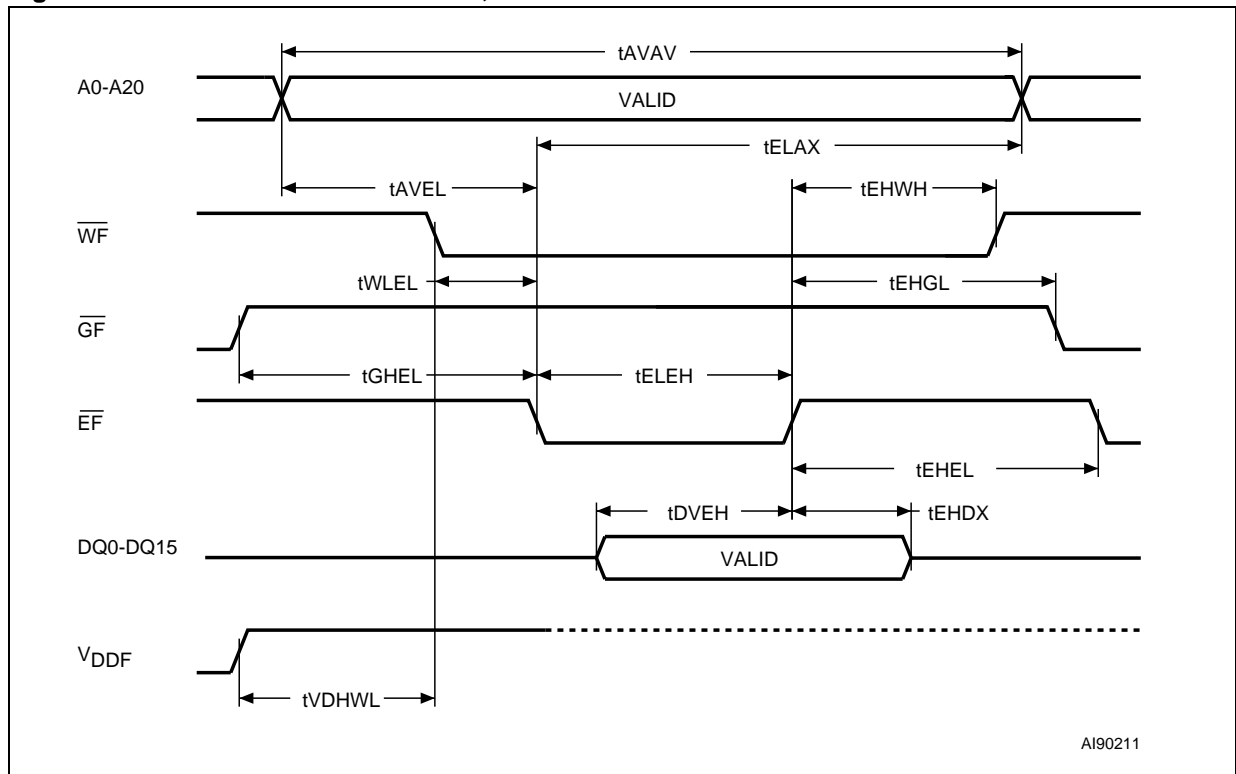 tAVAV
A0-A20
VALID
tELAX
tAVEL
tEHWH
WF
tWLEL
tEHGL
GF
tGHEL
tELEH
EF
tEHEL
tDVEH
tEHDX
DQ0-DQ15
VALID
VDDF
tVDHWL
AI90211